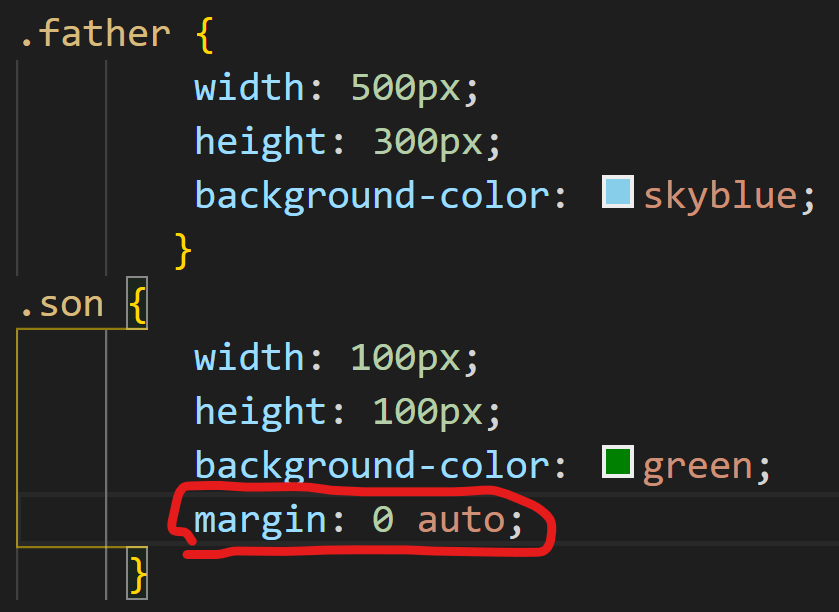 .father {
width: 500px;
height: 300px;
background-color: skyblue;
}
.son {
width: 100px;
height: 100px;
background-color: green;
margin: 0 auto;
}